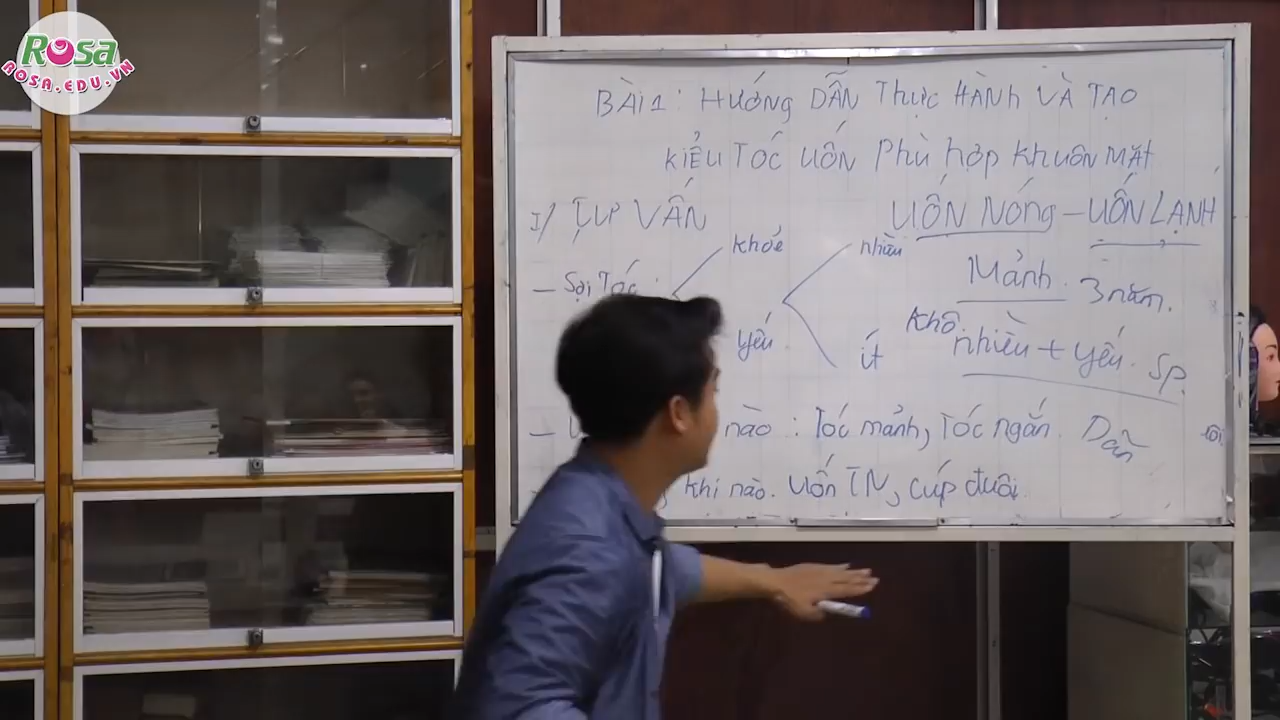 Rosa
ROSA.EDU.VN
BÀI 1: HƯỚNG DẪN THỰC HÀNH VÀ TẠO
KIỂU TÓC UỐN PHÙ HỢP KHUÔN MẶT
I/ TƯ VẤN
UỐN NÓNG - UỐN LẠNH
- Sợi Tóc :
khỏe
yếu
nhiều
ít
Mảnh. 3 năm.
Khô
nhiều + yếu. SP.
nào : Tóc mảnh, Tóc ngắn. Dãn
khi nào. Uốn TN, cúp đuôi.